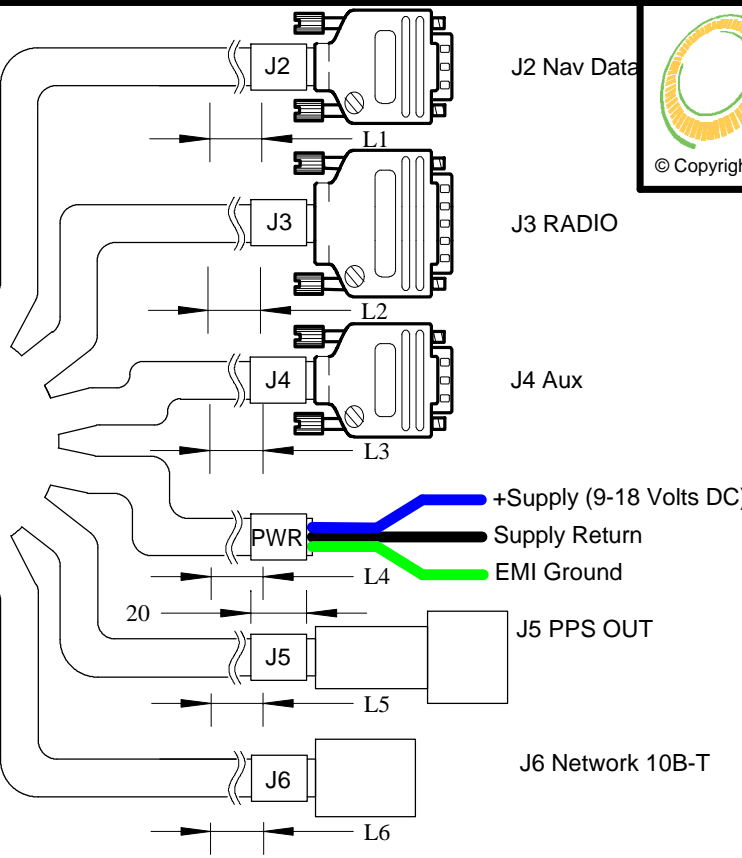 J2
J2 Nav Data
L1
© Copyright
J3
J3 RADIO
L2
J4
J4 Aux
L3
+Supply (9-18 Volts DC)
PWR
Supply Return
EMI Ground
L4
20
J5 PPS OUT
J5
L5
J6 Network 10B-T
J6
L6